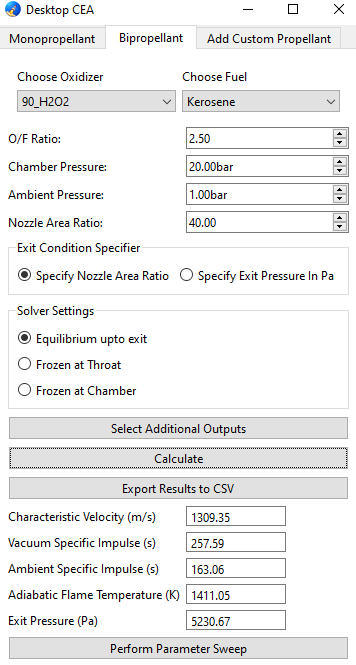 Desktop CEA
Monopropellant Bipropellant Add Custom Propellant
Choose Oxidizer Choose Fuel
90_H2O2 Kerosene
O/F Ratio: 2.50
Chamber Pressure: 20.00bar
Ambient Pressure: 1.00bar
Nozzle Area Ratio: 40.00
Exit Condition Specifier
Specify Nozzle Area Ratio Specify Exit Pressure In Pa
Solver Settings
Equilibrium upto exit
Frozen at Throat
Frozen at Chamber
Select Additional Outputs
Calculate
Export Results to CSV
Characteristic Velocity (m/s) 1309.35
Vacuum Specific Impulse (s) 257.59
Ambient Specific Impulse (s) 163.06
Adiabatic Flame Temperature (K) 1411.05
Exit Pressure (Pa) 5230.67
Perform Parameter Sweep